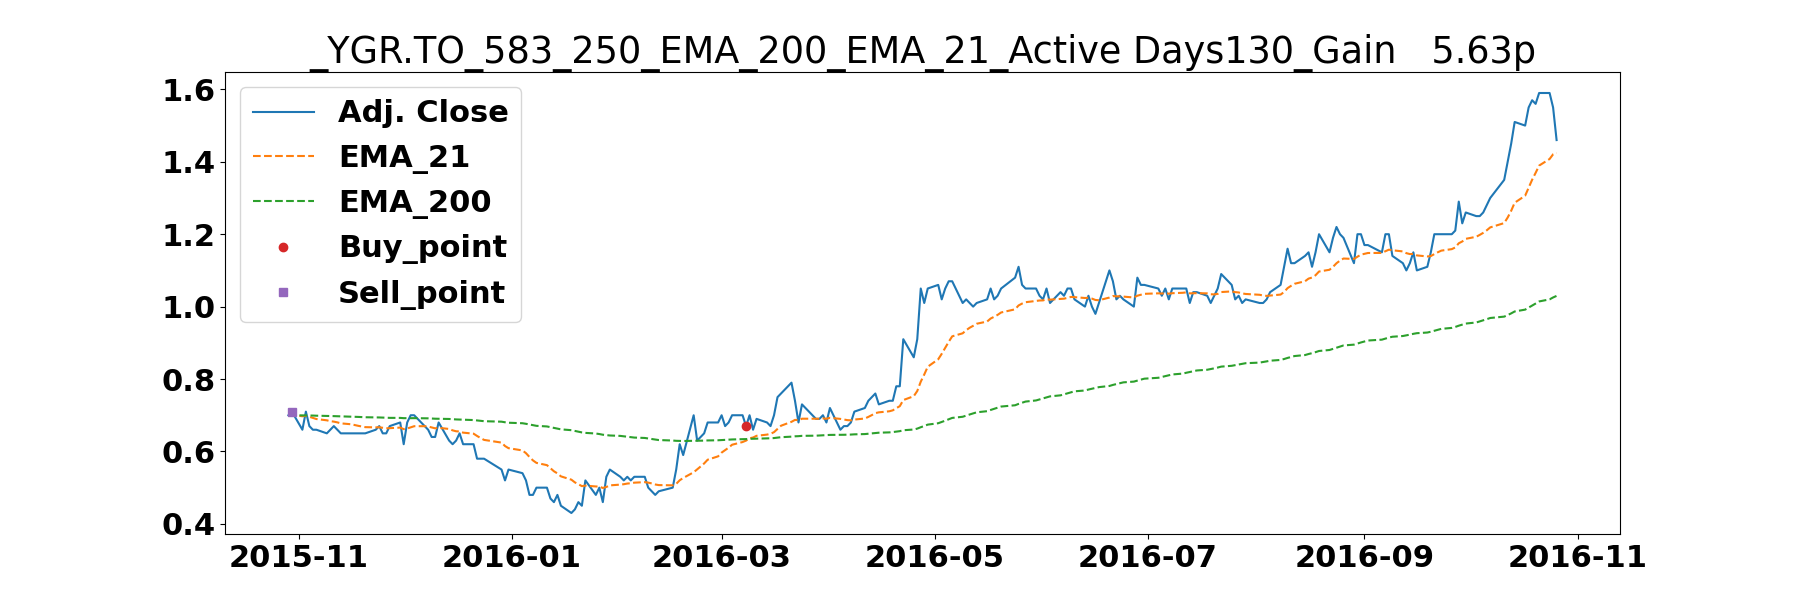 _YGR.TO_583_250_EMA_200_EMA_21_Active Days130_Gain   5.63p
1.6
1.4
1.2
1.0
0.8
0.6
0.4
Adj. Close
EMA_21
EMA_200
Buy_point
Sell_point
2015-11 2016-01 2016-03 2016-05 2016-07 2016-09 2016-11